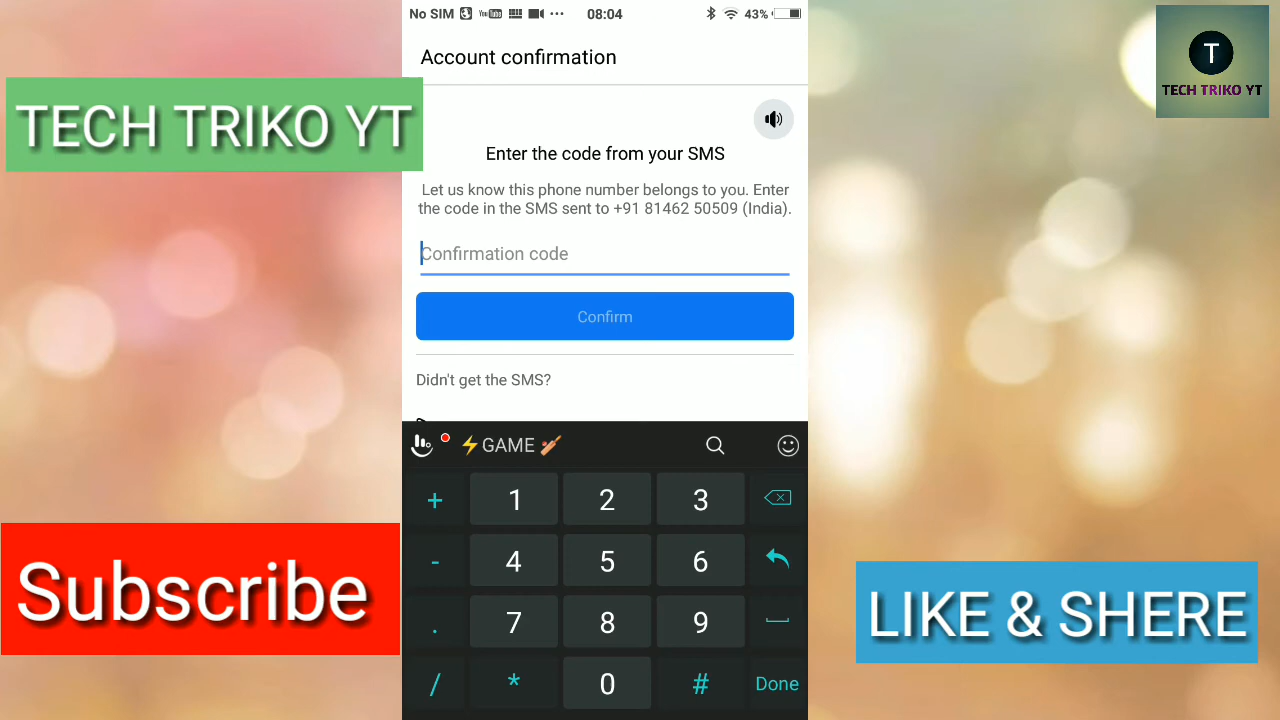 No SIM YouTube ... 08:04 43%
Account confirmation
TECH TRIKO YT
T
TECH TRIKO YT
Enter the code from your SMS
Let us know this phone number belongs to you. Enter
the code in the SMS sent to +91 81462 50509 (India).
Confirmation code
Confirm
Didn't get the SMS?
⚡GAME🏏
+ 1 2 3
- 4 5 6
. 7 8 9
/ * 0 # Done
Subscribe
LIKE & SHERE